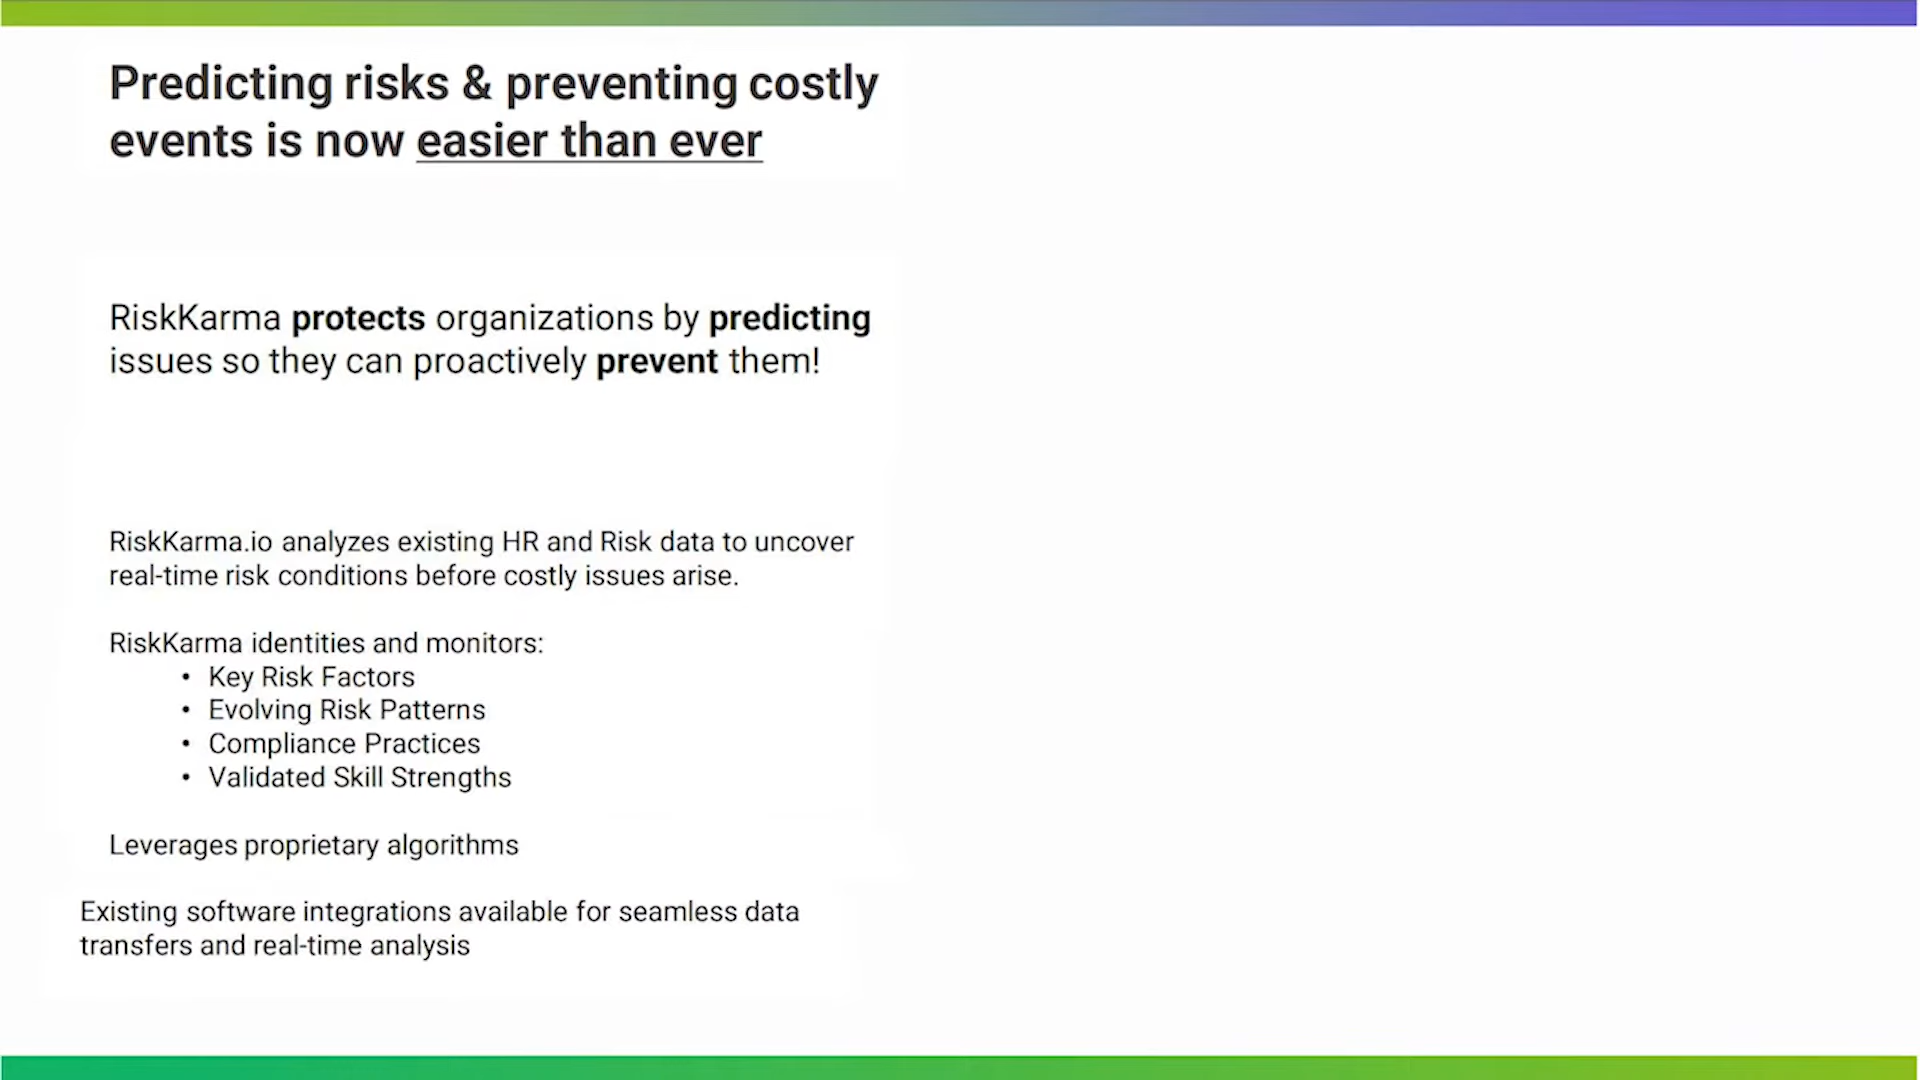 Predicting risks & preventing costly
events is now easier than ever
RiskKarma protects organizations by predicting
issues so they can proactively prevent them!
RiskKarma.io analyzes existing HR and Risk data to uncover
real-time risk conditions before costly issues arise.
RiskKarma identities and monitors:
• Key Risk Factors
• Evolving Risk Patterns
• Compliance Practices
• Validated Skill Strengths
Leverages proprietary algorithms
Existing software integrations available for seamless data
transfers and real-time analysis